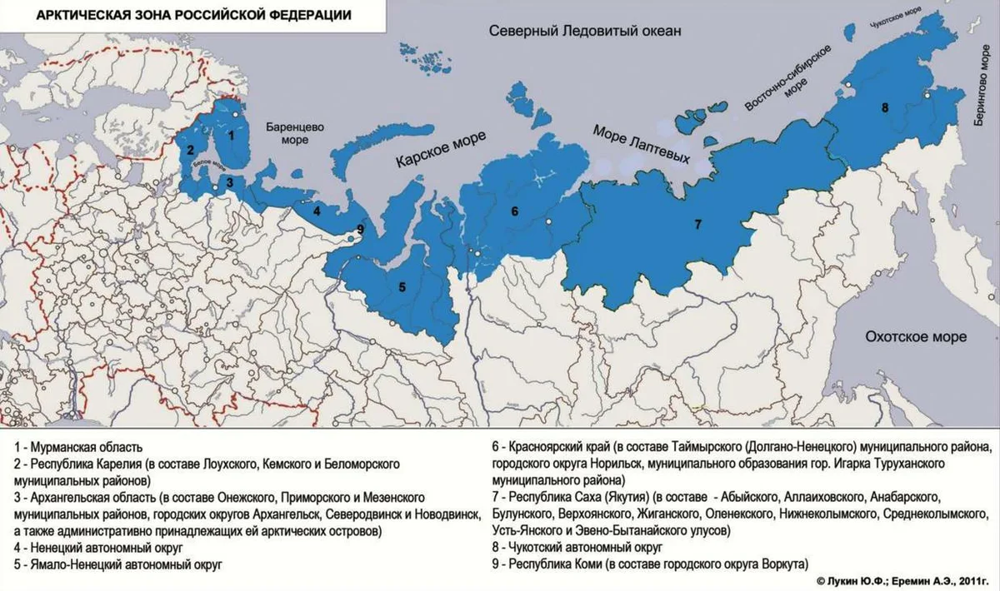 АРКТИЧЕСКАЯ ЗОНА РОССИЙСКОЙ ФЕДЕРАЦИИ
Северный Ледовитый океан
Чукотское море
Берингово море
Восточно-сибирское
море
Баренцево
море
Карское море
Море Лаптевых
Белое море
1
2
3
4
9
5
6
7
8
Охотское море
1 - Мурманская область
2 - Республика Карелия (в составе Лоухского, Кемского и Беломорского
муниципальных районов)
3 - Архангельская область (в составе Онежского, Приморского и Мезенского
муниципальных районов, городских округов Архангельск, Северодвинск и Новодвинск,
а также административно принадлежащих ей арктических островов)
4 - Ненецкий автономный округ
5 - Ямало-Ненецкий автономный округ
6 - Красноярский край (в составе Таймырского (Долгано-Ненецкого) муниципального района,
городского округа Норильск, муниципального образования гор. Игарка Туруханского
муниципального района)
7 - Республика Саха (Якутия) (в составе - Абыйского, Аллаиховского, Анабарского,
Булунского, Верхоянского, Жиганского, Оленекского, Нижнеколымского, Среднеколымского,
Усть-Янского и Эвено-Бытанайского улусов)
8 - Чукотский автономный округ
9 - Республика Коми (в составе городского округа Воркута)
© Лукин Ю.Ф.; Еремин А.Э., 2011г.